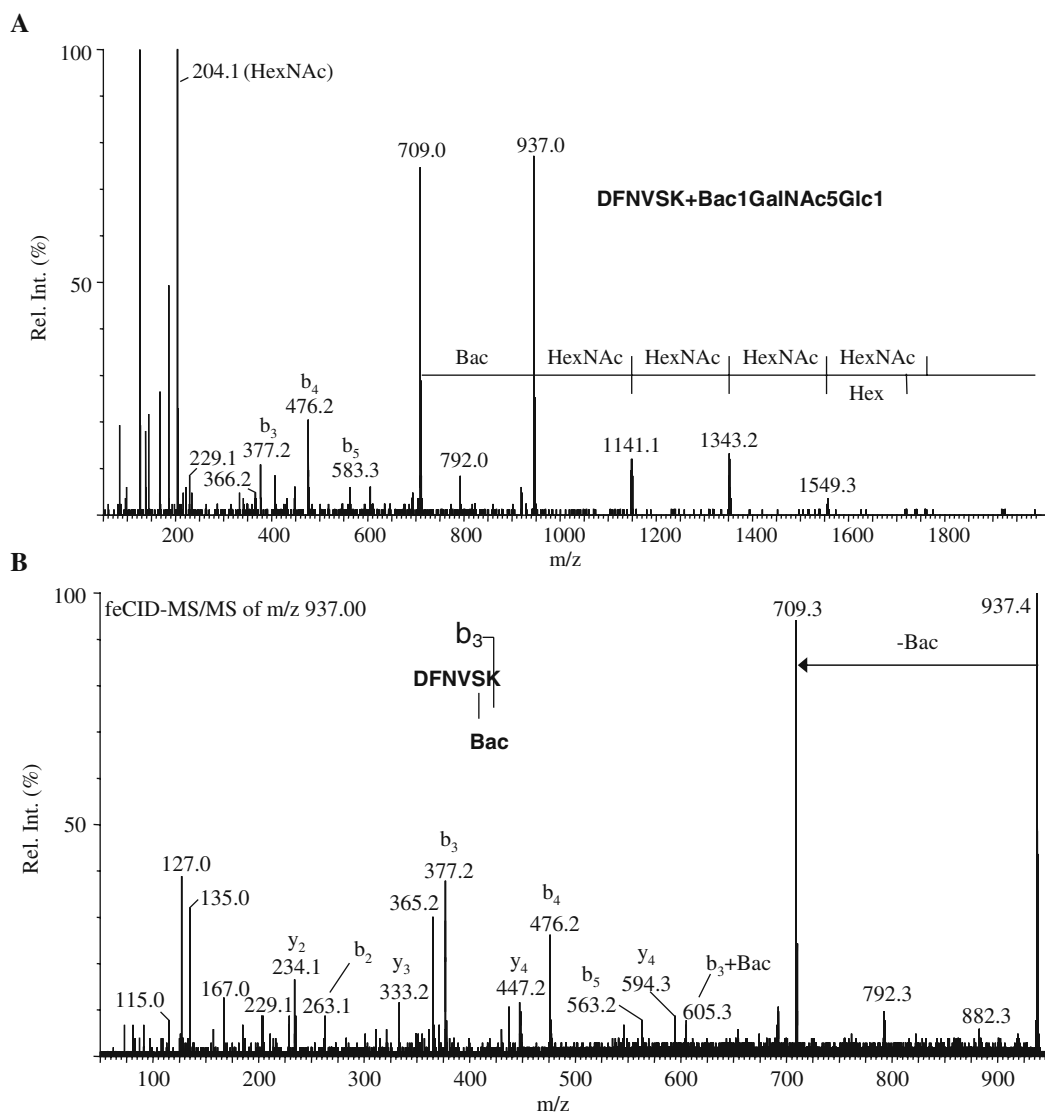 A
100
204.1 (HexNAc)
709.0
937.0
DFNVSK+Bac1GalNAc5Glc1
Rel. Int. (%)
50
Bac
HexNAc
HexNAc
HexNAc
HexNAc
Hex
b4
476.2
b3
377.2
b5
583.3
229.1
366.2
792.0
1141.1
1343.2
1549.3
200
400
600
800
1000
1200
1400
1600
1800
m/z
B
100
feCID-MS/MS of m/z 937.00
709.3
937.4
b3
-Bac
DFNVSK
Bac
Rel. Int. (%)
50
b3
377.2
127.0
135.0
365.2
b4
476.2
y2
234.1
b2
263.1
y3
333.2
y4
447.2
b5
563.2
y4
594.3
b3+Bac
605.3
115.0
167.0
229.1
792.3
882.3
100
200
300
400
500
600
700
800
900
m/z